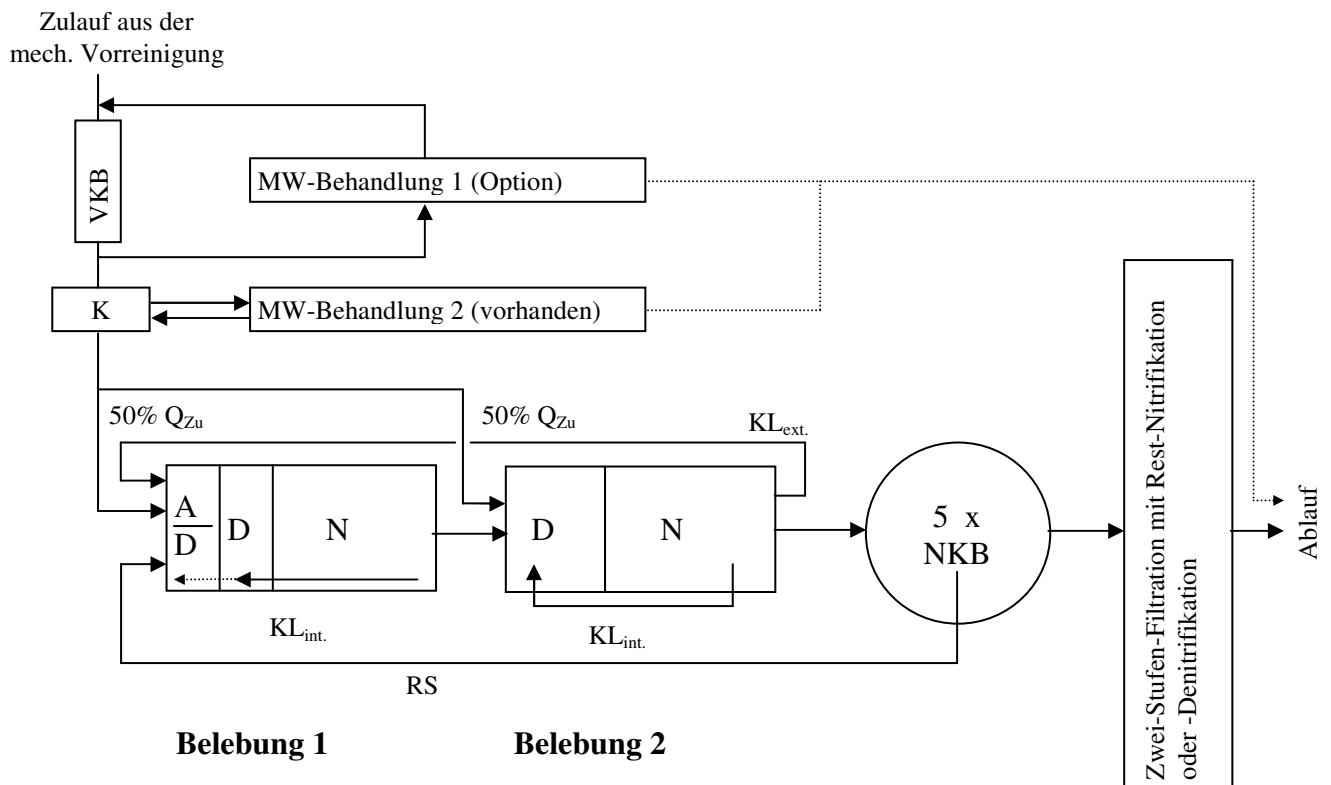 Zulauf aus der
mech. Vorreinigung
VKB
MW-Behandlung 1 (Option)
K
MW-Behandlung 2 (vorhanden)
50% QZu
50% QZu
KLext.
A
D
D
N
D
N
5 x
NKB
KLint.
KLint.
RS
Belebung 1
Belebung 2
Zwei-Stufen-Filtration mit Rest-Nitrifikation
oder -Denitrifikation
Ablauf